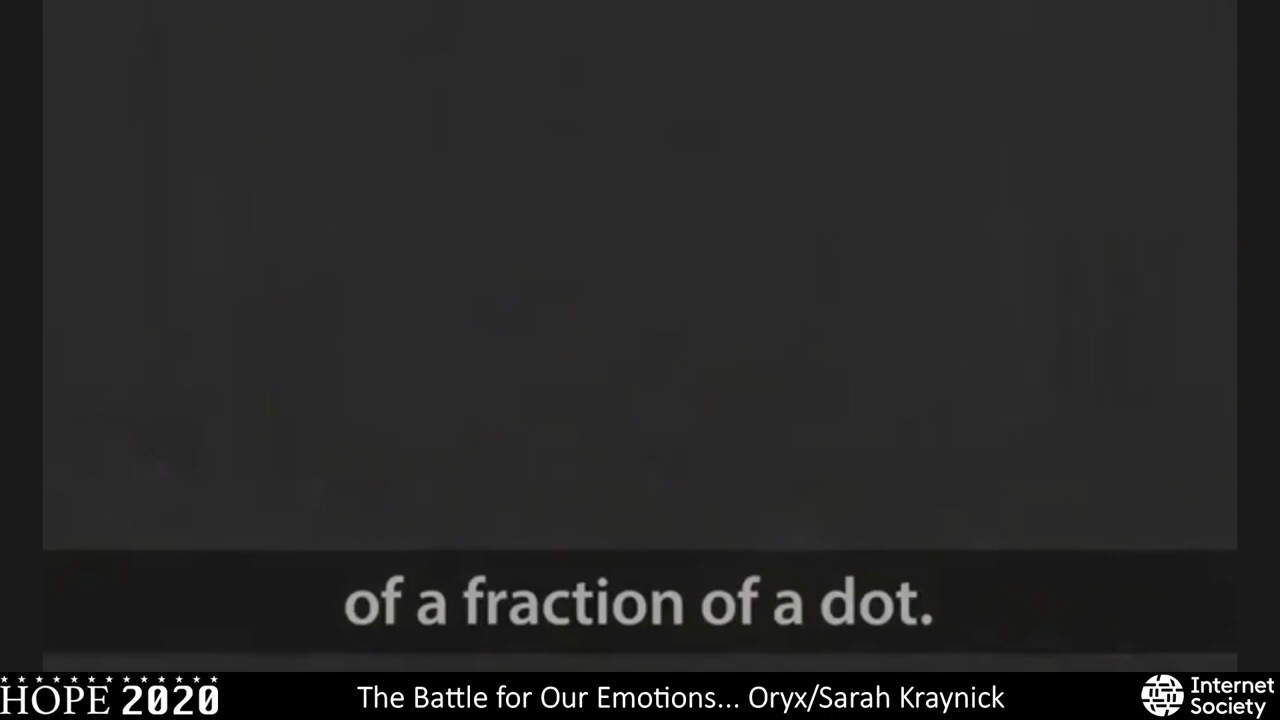 of a fraction of a dot.
HOPE 2020
The Battle for Our Emotions... Oryx/Sarah Kraynick
Internet
Society